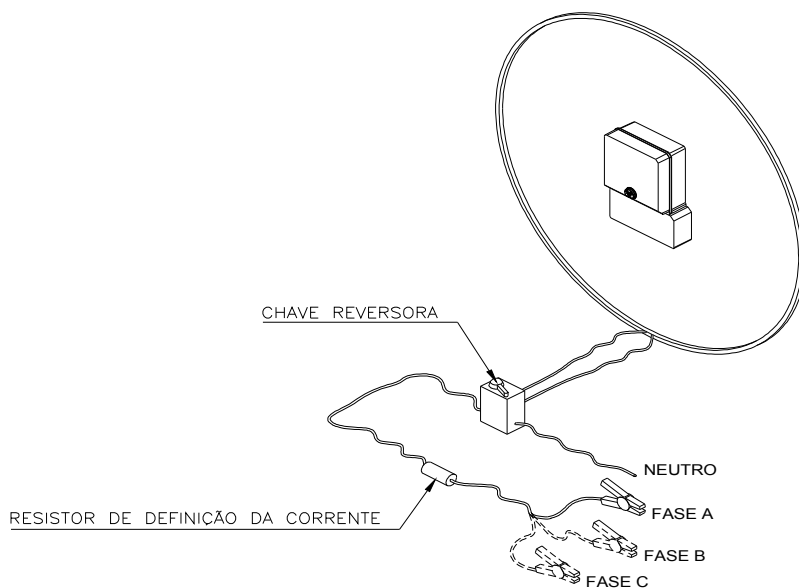 CHAVE REVERSORA
NEUTRO
RESISTOR DE DEFINIÇÃO DA CORRENTE
FASE A
FASE B
FASE C